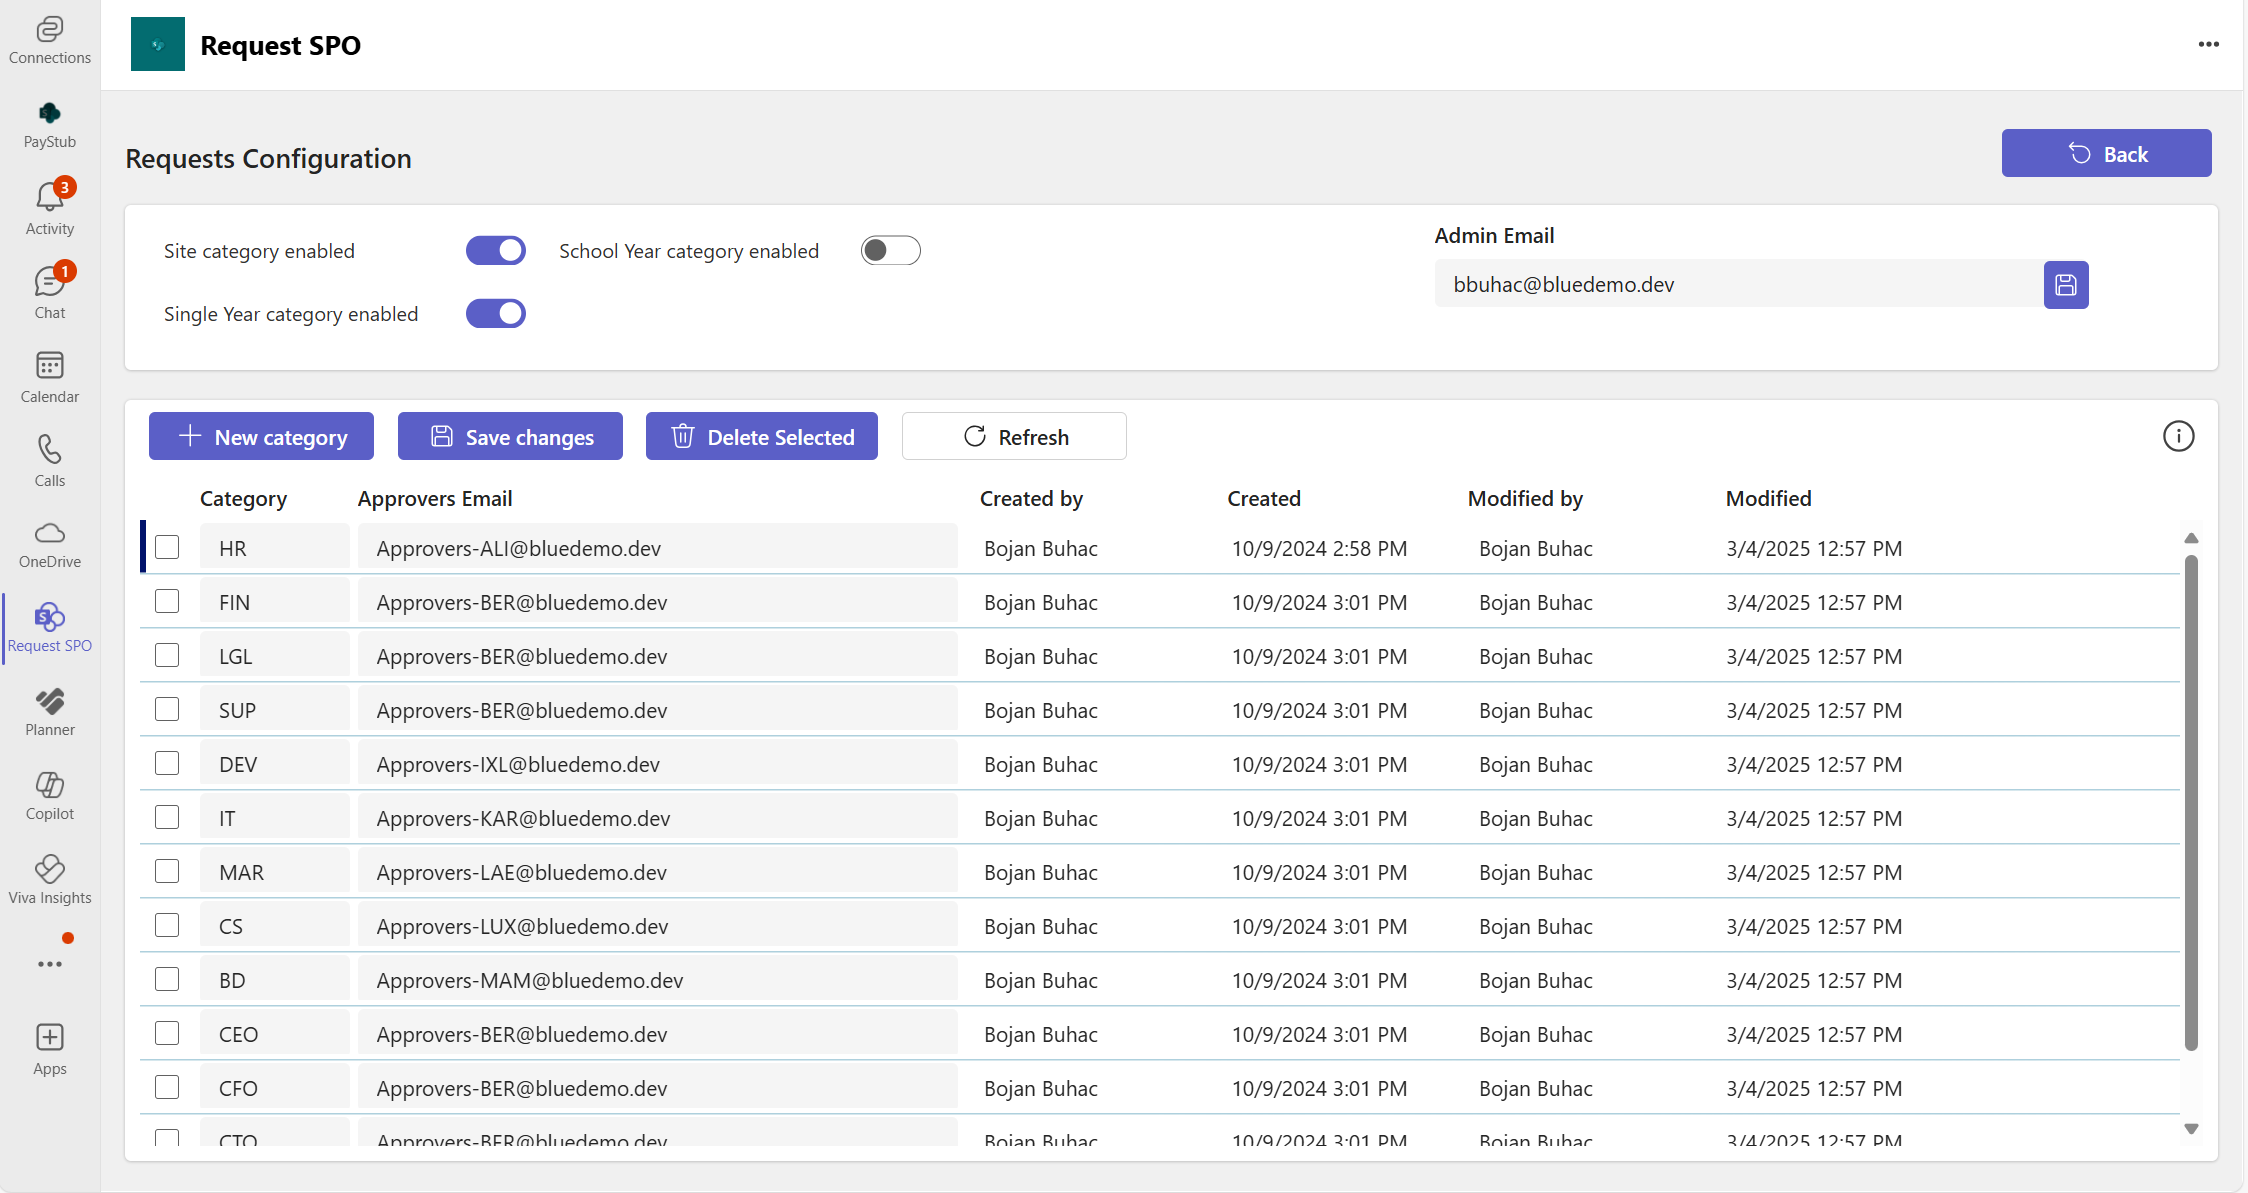 Connections
PayStub
3
Activity
1
Chat
Calendar
Calls
OneDrive
Request SPO
Planner
Copilot
Viva Insights
Apps
Request SPO
Requests Configuration
Back
Site category enabled
School Year category enabled
Single Year category enabled
Admin Email
bbuhac@bluedemo.dev
New category Save changes Delete Selected Refresh
Category Approvers Email Created by Created Modified by Modified
HR Approvers-ALI@bluedemo.dev Bojan Buhac 10/9/2024 2:58 PM Bojan Buhac 3/4/2025 12:57 PM
FIN Approvers-BER@bluedemo.dev Bojan Buhac 10/9/2024 3:01 PM Bojan Buhac 3/4/2025 12:57 PM
LGL Approvers-BER@bluedemo.dev Bojan Buhac 10/9/2024 3:01 PM Bojan Buhac 3/4/2025 12:57 PM
SUP Approvers-BER@bluedemo.dev Bojan Buhac 10/9/2024 3:01 PM Bojan Buhac 3/4/2025 12:57 PM
DEV Approvers-IXL@bluedemo.dev Bojan Buhac 10/9/2024 3:01 PM Bojan Buhac 3/4/2025 12:57 PM
IT Approvers-KAR@bluedemo.dev Bojan Buhac 10/9/2024 3:01 PM Bojan Buhac 3/4/2025 12:57 PM
MAR Approvers-LAE@bluedemo.dev Bojan Buhac 10/9/2024 3:01 PM Bojan Buhac 3/4/2025 12:57 PM
CS Approvers-LUX@bluedemo.dev Bojan Buhac 10/9/2024 3:01 PM Bojan Buhac 3/4/2025 12:57 PM
BD Approvers-MAM@bluedemo.dev Bojan Buhac 10/9/2024 3:01 PM Bojan Buhac 3/4/2025 12:57 PM
CEO Approvers-BER@bluedemo.dev Bojan Buhac 10/9/2024 3:01 PM Bojan Buhac 3/4/2025 12:57 PM
CFO Approvers-BER@bluedemo.dev Bojan Buhac 10/9/2024 3:01 PM Bojan Buhac 3/4/2025 12:57 PM
CTO Approvers-BER@bluedemo.dev Bojan Buhac 10/9/2024 3:01 PM Bojan Buhac 3/4/2025 12:57 PM